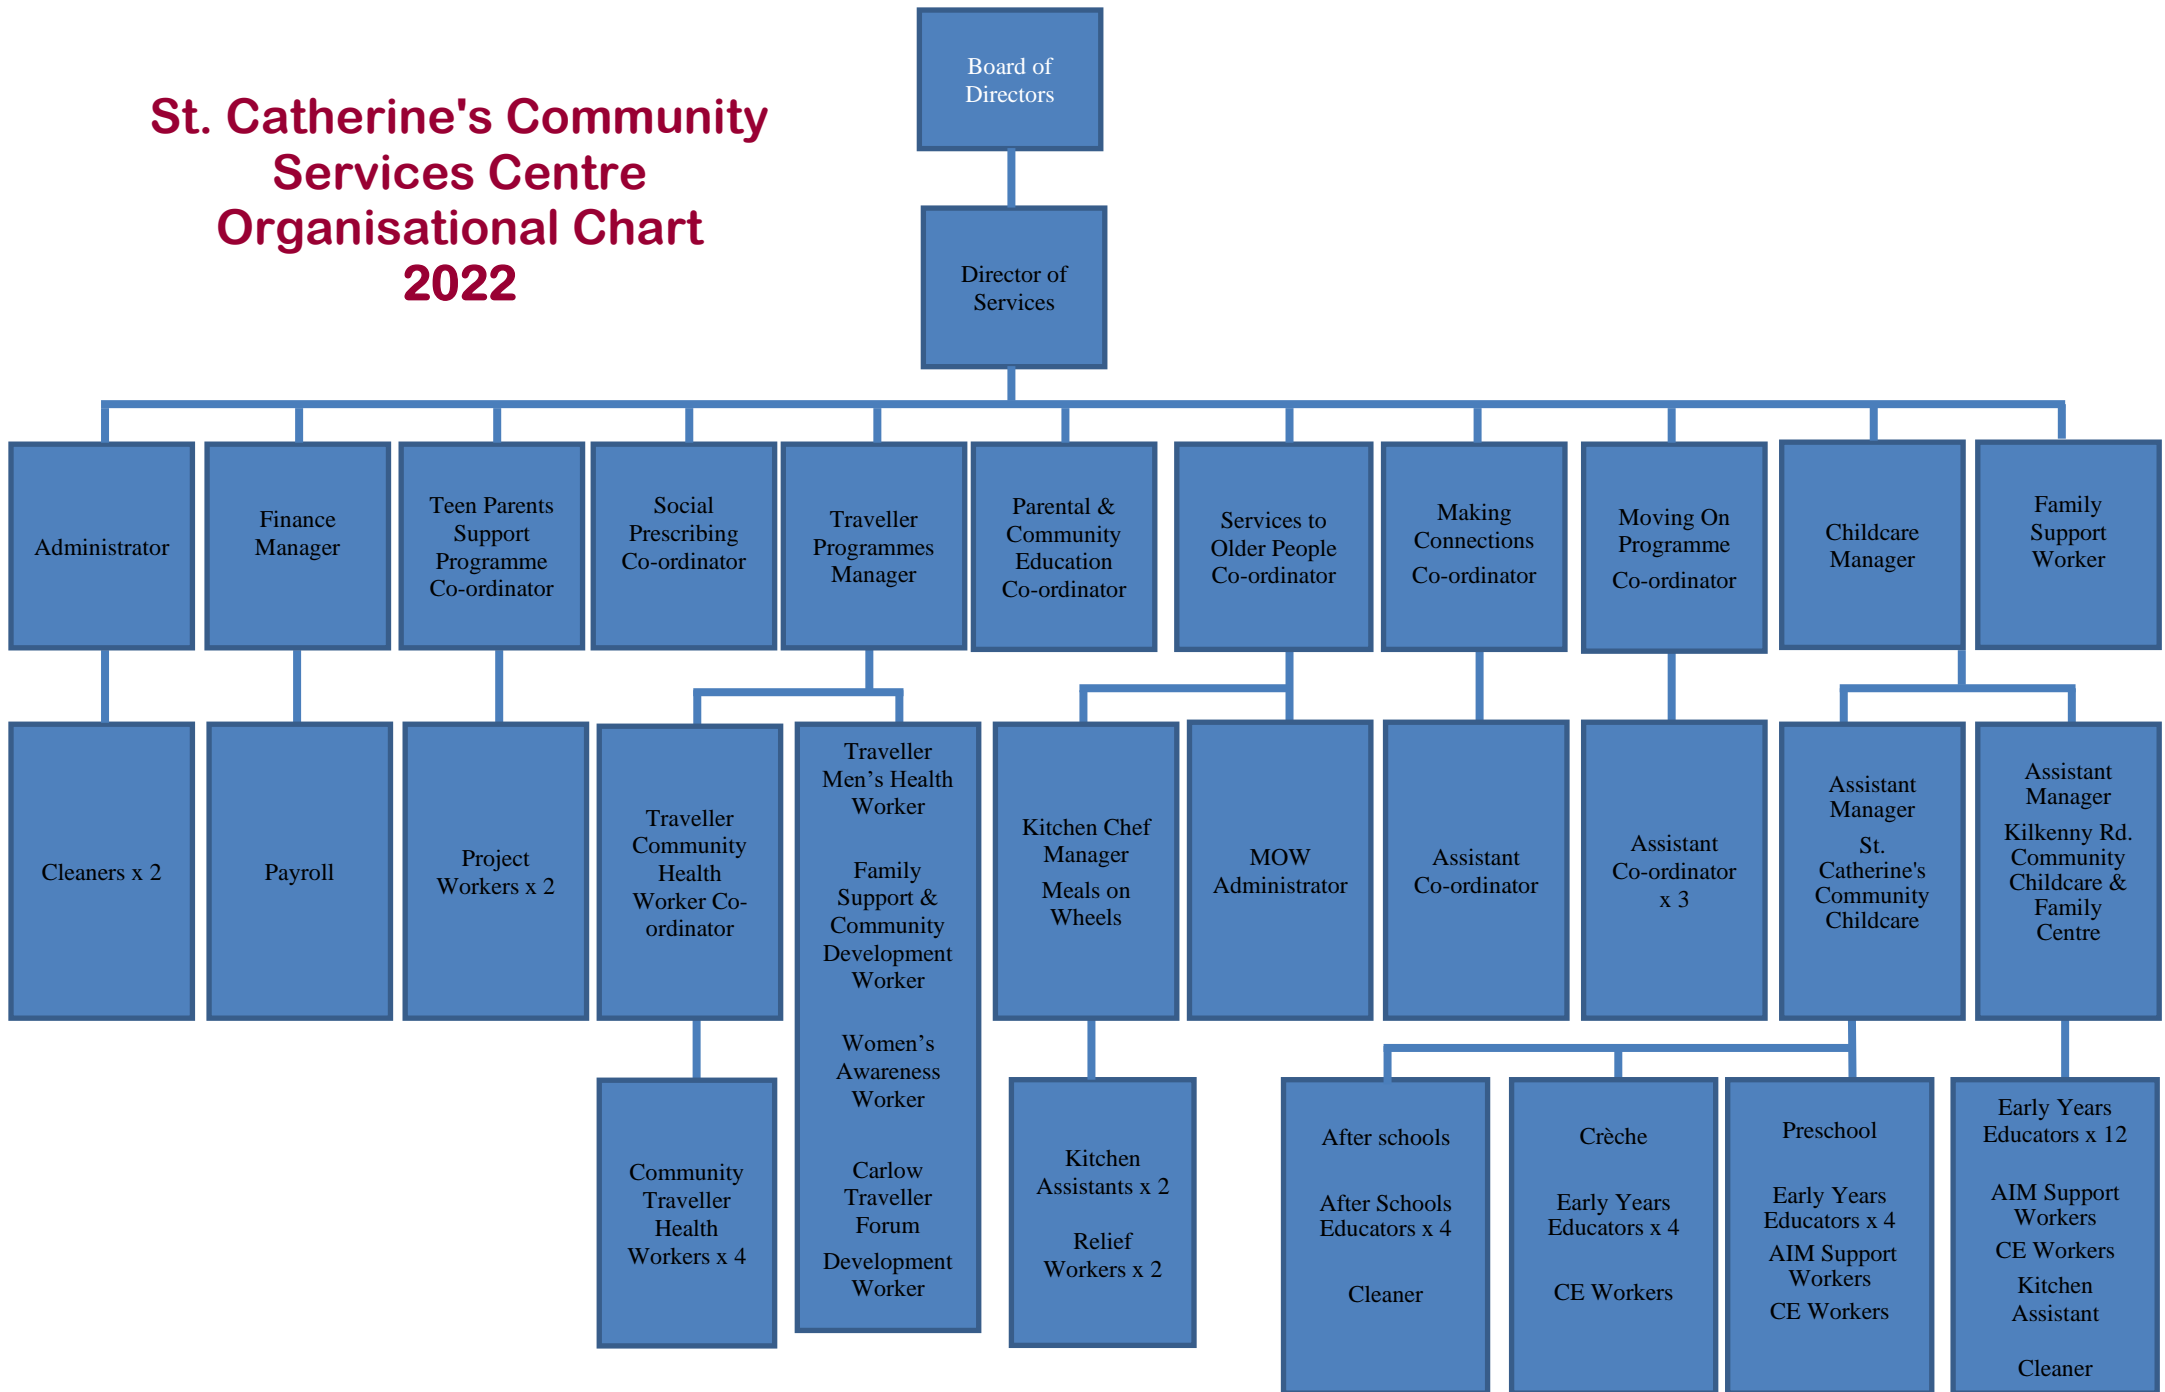 St. Catherine's Community
Services Centre
Organisational Chart
2022
Board of
Directors
Director of
Services
Administrator
Finance
Manager
Teen Parents
Support
Programme
Co-ordinator
Social
Prescribing
Co-ordinator
Traveller
Programmes
Manager
Parental &
Community
Education
Co-ordinator
Services to
Older People
Co-ordinator
Making
Connections
Co-ordinator
Moving On
Programme
Co-ordinator
Childcare
Manager
Family
Support
Worker
Cleaners x 2
Payroll
Project
Workers x 2
Traveller
Community
Health
Worker Co-
ordinator
Traveller
Men’s Health
Worker
Family
Support &
Community
Development
Worker
Women’s
Awareness
Worker
Carlow
Traveller
Forum
Development
Worker
Kitchen Chef
Manager
Meals on
Wheels
MOW
Administrator
Assistant
Co-ordinator
Assistant
Co-ordinator
x 3
Assistant
Manager
St.
Catherine's
Community
Childcare
Assistant
Manager
Kilkenny Rd.
Community
Childcare &
Family
Centre
Community
Traveller
Health
Workers x 4
Kitchen
Assistants x 2
Relief
Workers x 2
After schools
After Schools
Educators x 4
Cleaner
Crèche
Early Years
Educators x 4
CE Workers
Preschool
Early Years
Educators x 4
AIM Support
Workers
CE Workers
Early Years
Educators x 12
AIM Support
Workers
CE Workers
Kitchen
Assistant
Cleaner